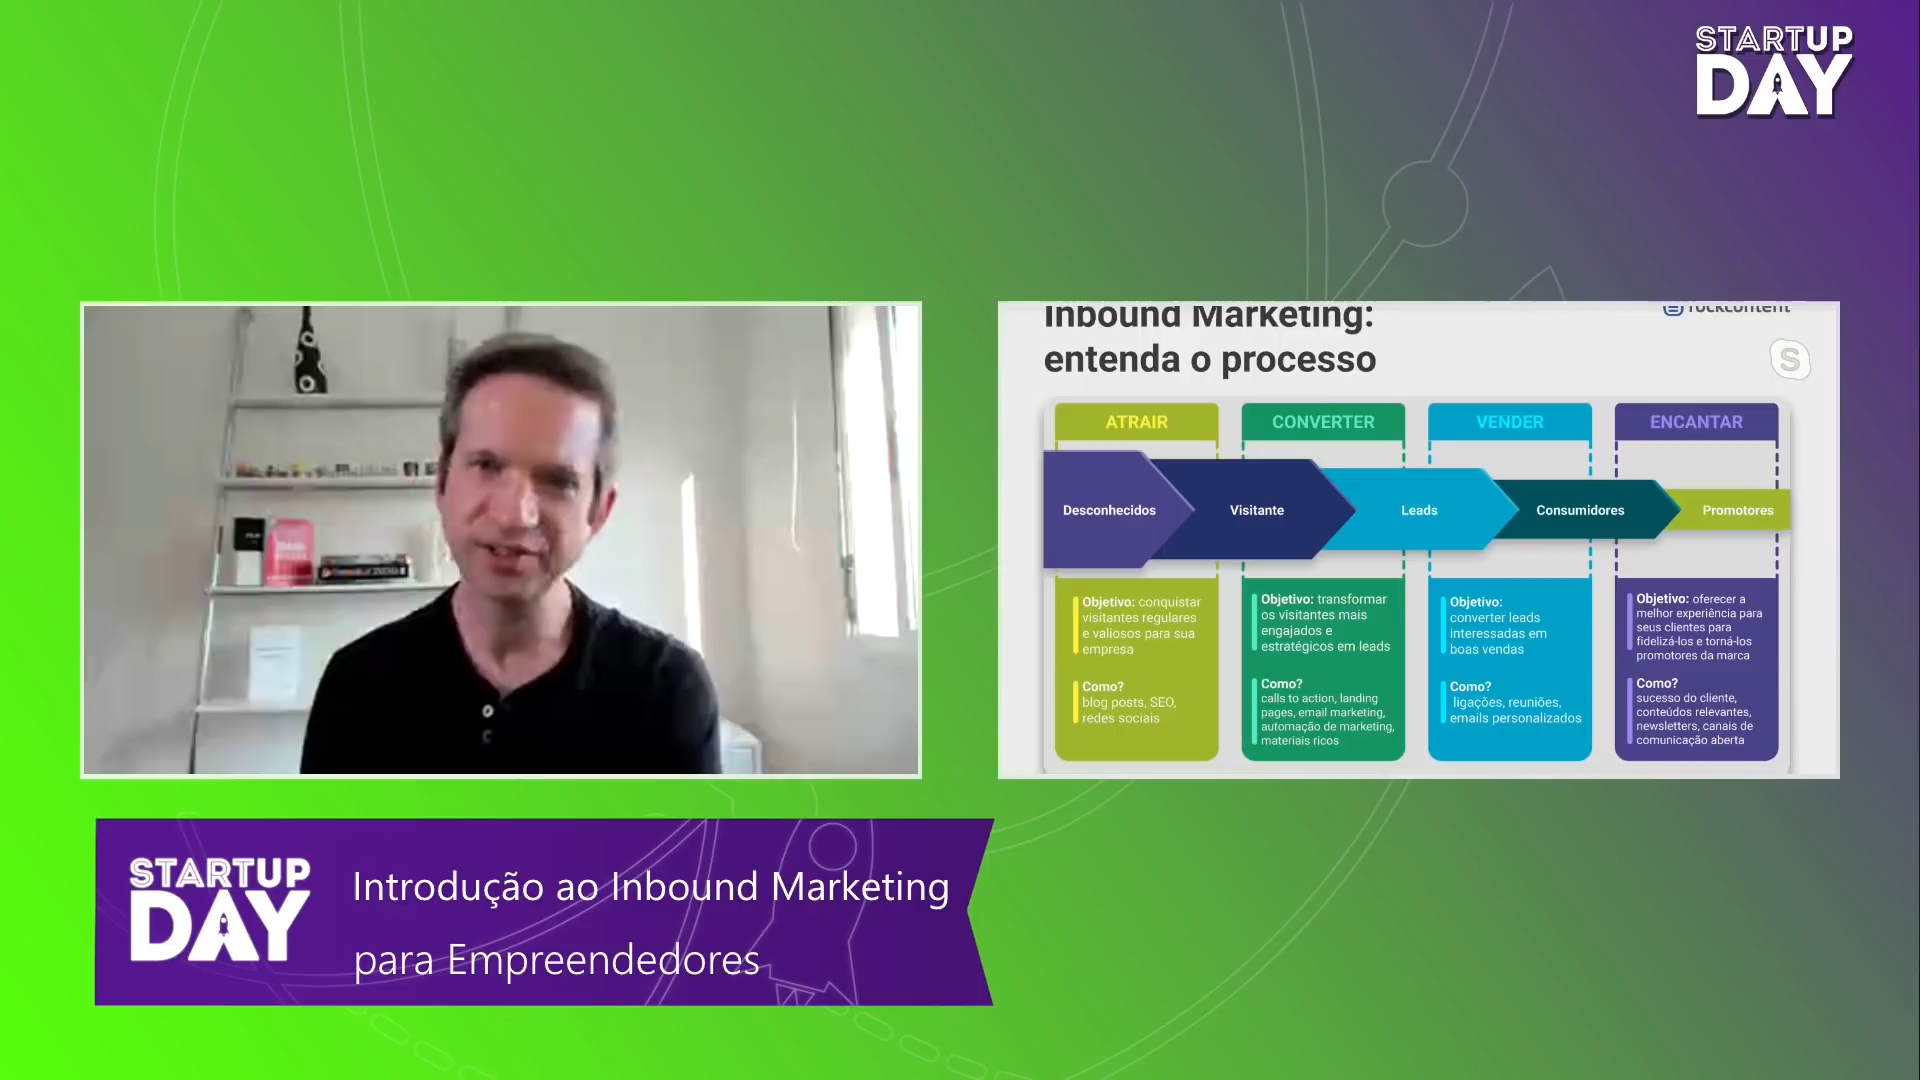 STARTUP
DAY
Inbound Marketing:
entenda o processo
rockcontent
S
ATRAIR
CONVERTER
VENDER
ENCANTAR
Desconhecidos
Visitante
Leads
Consumidores
Promotores
Objetivo: conquistar
visitantes regulares
e valiosos para sua
empresa
Como?
blog posts, SEO,
redes sociais
Objetivo: transformar
os visitantes mais
engajados e
estratégicos em leads
Como?
calls to action, landing
pages, email marketing,
automação de marketing,
materiais ricos
Objetivo:
converter leads
interessadas em
boas vendas
Como?
ligações, reuniões,
emails personalizados
Objetivo: oferecer a
melhor experiência para
seus clientes para
fidelizá-los e torná-los
promotores da marca
Como?
sucesso do cliente,
conteúdos relevantes,
newsletters, canais de
comunicação aberta
STARTUP
DAY
Introdução ao Inbound Marketing
para Empreendedores